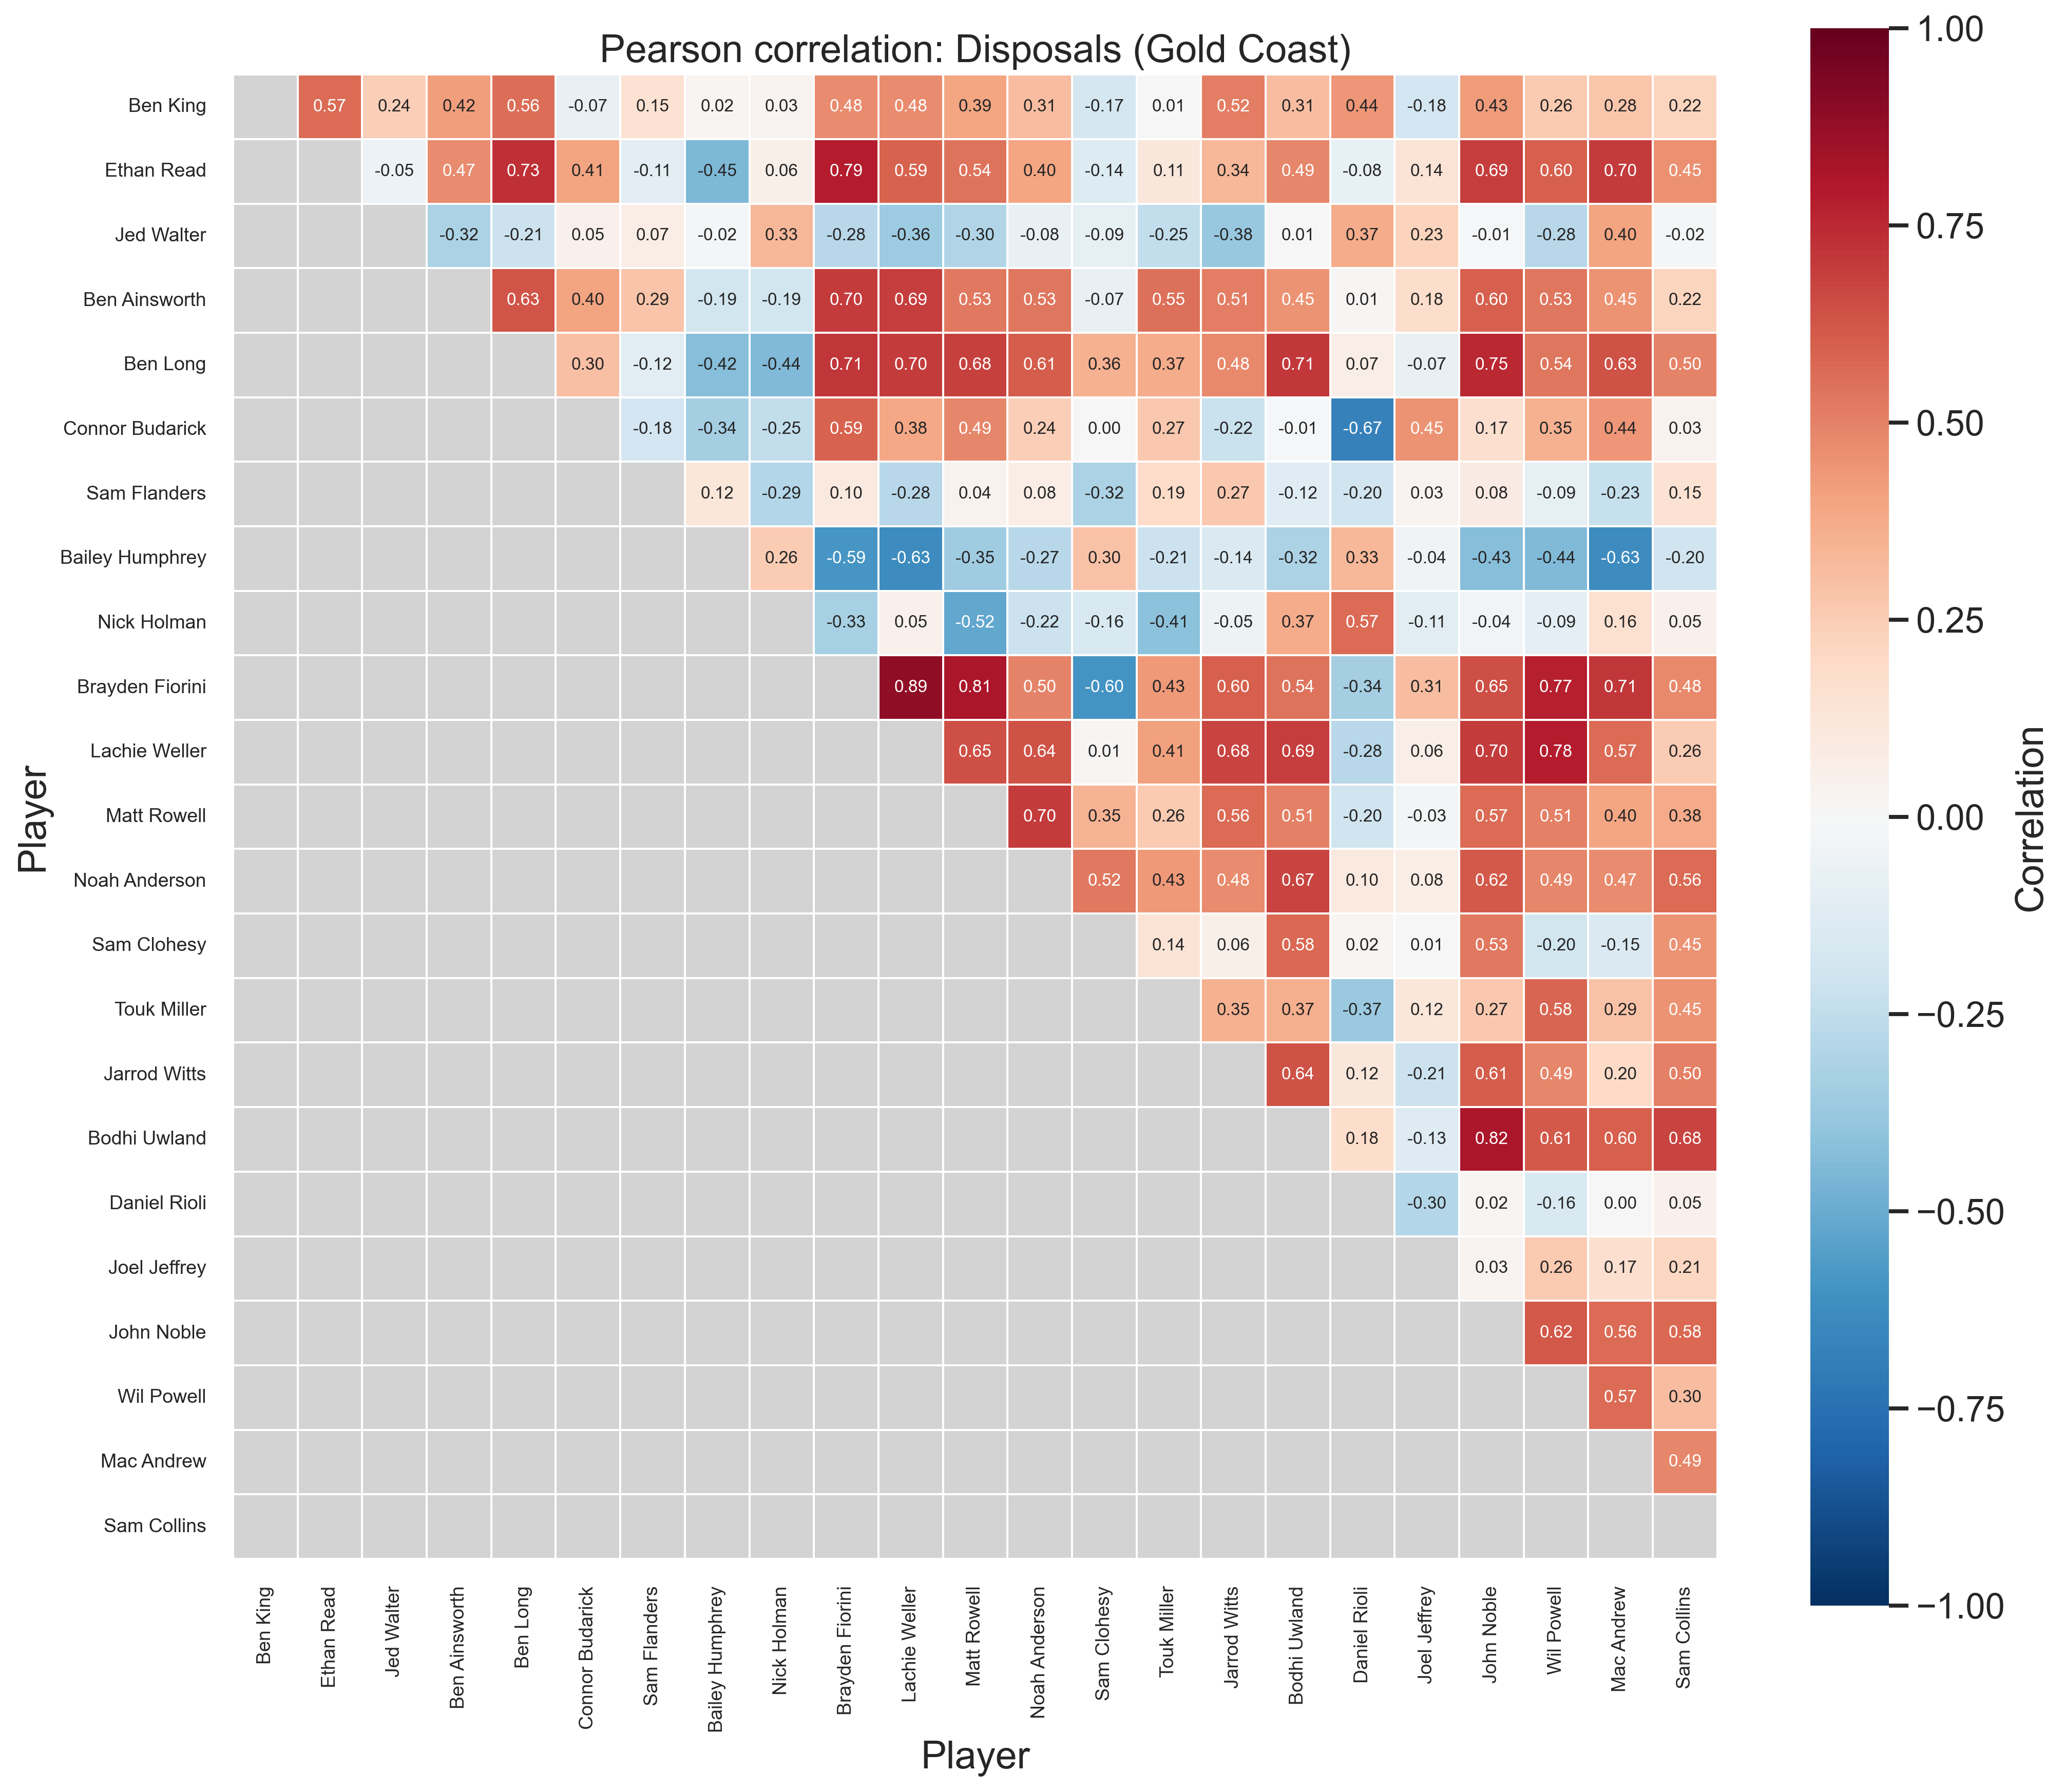 Pearson correlation: Disposals (Gold Coast)
Ben King 0.57 0.24 0.42 0.56 -0.07 0.15 0.02 0.03 0.48 0.48 0.39 0.31 -0.17 0.01 0.52 0.31 0.44 -0.18 0.43 0.26 0.28 0.22
Ethan Read -0.05 0.47 0.73 0.41 -0.11 -0.45 0.06 0.79 0.59 0.54 0.40 -0.14 0.11 0.34 0.49 -0.08 0.14 0.69 0.60 0.70 0.45
Jed Walter -0.32 -0.21 0.05 0.07 -0.02 0.33 -0.28 -0.36 -0.30 -0.08 -0.09 -0.25 -0.38 0.01 0.37 0.23 -0.01 -0.28 0.40 -0.02
Ben Ainsworth 0.63 0.40 0.29 -0.19 -0.19 0.70 0.69 0.53 0.53 -0.07 0.55 0.51 0.45 0.01 0.18 0.60 0.53 0.45 0.22
Ben Long 0.30 -0.12 -0.42 -0.44 0.71 0.70 0.68 0.61 0.36 0.37 0.48 0.71 0.07 -0.07 0.75 0.54 0.63 0.50
Connor Budarick -0.18 -0.34 -0.25 0.59 0.38 0.49 0.24 0.00 0.27 -0.22 -0.01 -0.67 0.45 0.17 0.35 0.44 0.03
Sam Flanders 0.12 -0.29 0.10 -0.28 0.04 0.08 -0.32 0.19 0.27 -0.12 -0.20 0.03 0.08 -0.09 -0.23 0.15
Bailey Humphrey 0.26 -0.59 -0.63 -0.35 -0.27 0.30 -0.21 -0.14 -0.32 0.33 -0.04 -0.43 -0.44 -0.63 -0.20
Nick Holman -0.33 0.05 -0.52 -0.22 -0.16 -0.41 -0.05 0.37 0.57 -0.11 -0.04 -0.09 0.16 0.05
Brayden Fiorini 0.89 0.81 0.50 -0.60 0.43 0.60 0.54 -0.34 0.31 0.65 0.77 0.71 0.48
Lachie Weller 0.65 0.64 0.01 0.41 0.68 0.69 -0.28 0.06 0.70 0.78 0.57 0.26
Matt Rowell 0.70 0.35 0.26 0.56 0.51 -0.20 -0.03 0.57 0.51 0.40 0.38
Noah Anderson 0.52 0.43 0.48 0.67 0.10 0.08 0.62 0.49 0.47 0.56
Sam Clohesy 0.14 0.06 0.58 0.02 0.01 0.53 -0.20 -0.15 0.45
Touk Miller 0.35 0.37 -0.37 0.12 0.27 0.58 0.29 0.45
Jarrod Witts 0.64 0.12 -0.21 0.61 0.49 0.20 0.50
Bodhi Uwland 0.18 -0.13 0.82 0.61 0.60 0.68
Daniel Rioli -0.30 0.02 -0.16 0.00 0.05
Joel Jeffrey 0.03 0.26 0.17 0.21
John Noble 0.62 0.56 0.58
Wil Powell 0.57 0.30
Mac Andrew 0.49
Sam Collins
Player
Ben King
Ethan Read
Jed Walter
Ben Ainsworth
Ben Long
Connor Budarick
Sam Flanders
Bailey Humphrey
Nick Holman
Brayden Fiorini
Lachie Weller
Matt Rowell
Noah Anderson
Sam Clohesy
Touk Miller
Jarrod Witts
Bodhi Uwland
Daniel Rioli
Joel Jeffrey
John Noble
Wil Powell
Mac Andrew
Sam Collins
Player
1.00
0.75
0.50
0.25
0.00
−0.25
−0.50
−0.75
−1.00
Correlation